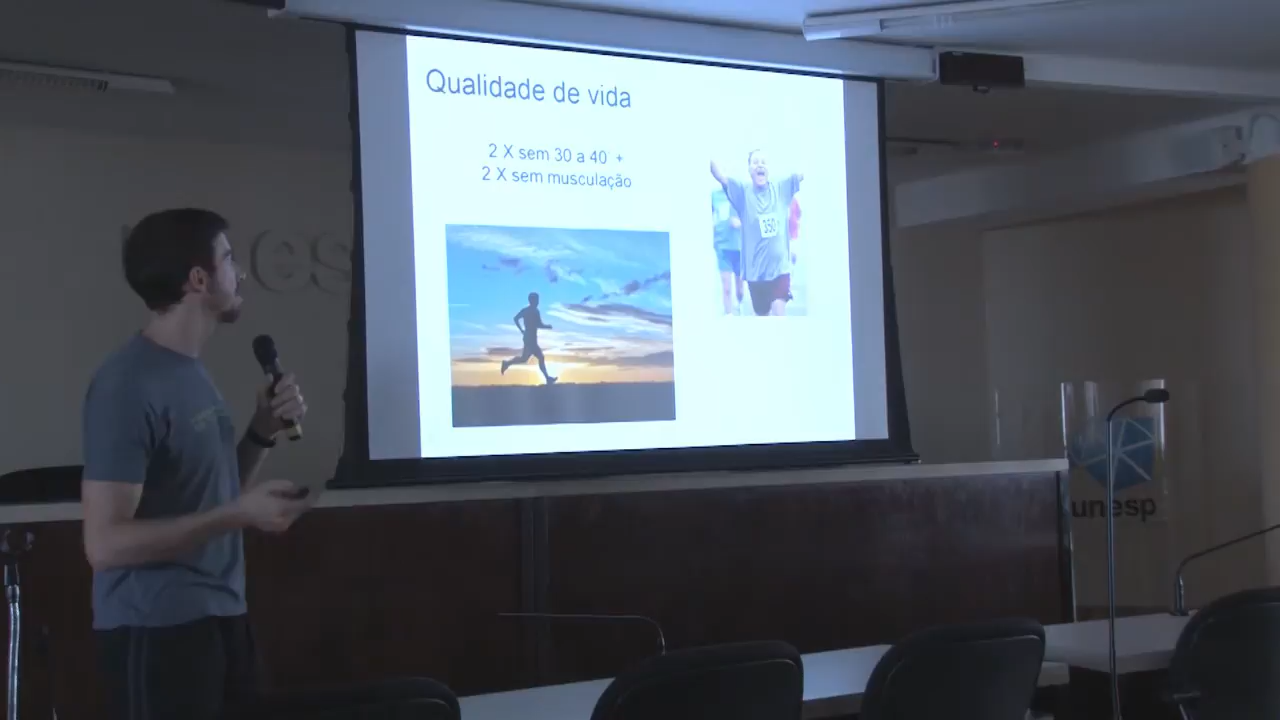 Qualidade de vida
2 X sem 30 a 40' +
2 X sem musculação
350
unesp